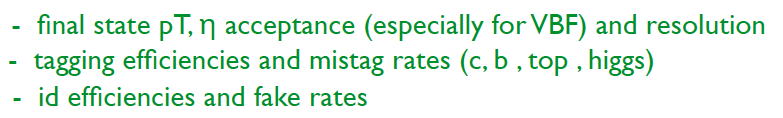 - final state pT, η acceptance (especially for VBF) and resolution
- tagging efficiencies and mistag rates (c, b , top , higgs)
- id efficiencies and fake rates